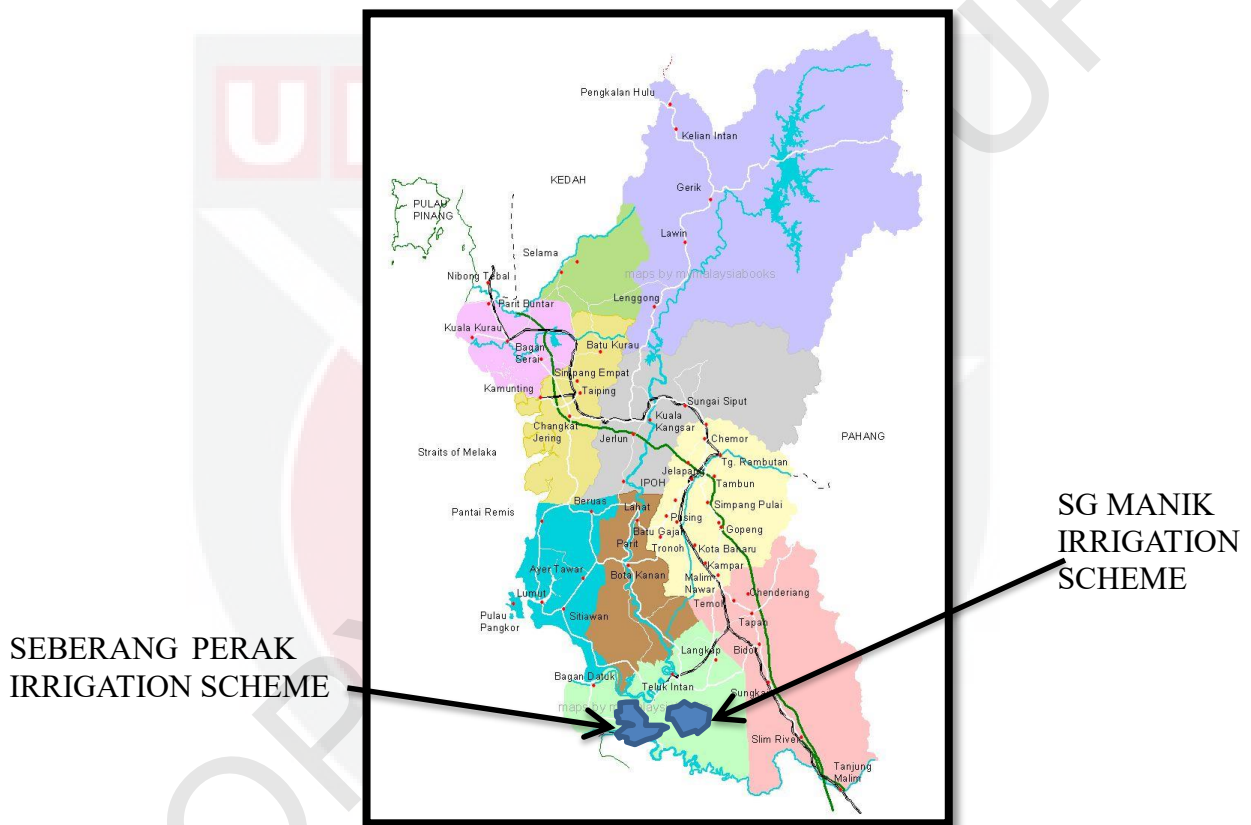 Pengkalan Hulu
Kelian Intan
KEDAH
Gerik
PULAU
PINANG
Lawin
Selama
maps by mymalaysiabooks
Nibong Tebal
Lenggong
Parit Buntar
Kuala Kurau
Bagan
Serai
Batu Kurau
Simpang Empat
Kamunting
Taiping
Sungai Siput
Kuala
Kangsar
Changkat
Jering
Jerlun
Chemor
PAHANG
Straits of Melaka
Tg. Rambutan
Jelapang
IPOH
Tambun
Beruas
Lahat
Simpang Pulai
Pantai Remis
Pusing
Batu Gajah
Gopeng
Parit
Tronoh
Kota Baharu
SG MANIK
IRRIGATION
SCHEME
Ayer Tawar
Bota Kanan
Kampar
Malim
Nawar
Lumut
Temoh
Chenderiang
Pulau
Pangkor
Sitiawan
Tapah
SEBERANG PERAK
IRRIGATION SCHEME
Langkap
Bidor
Bagan Datuk
Teluk Intan
Sungkai
Slim River
Tanjung
Malim